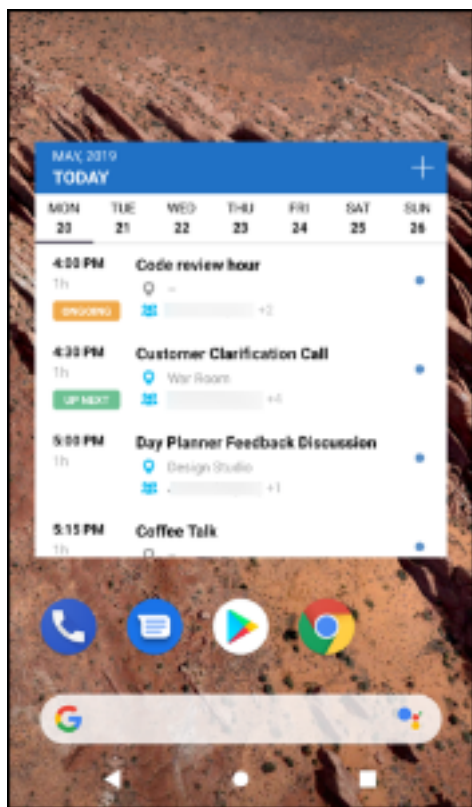 MAY, 2019
TODAY
MON TUE WED THU FRI SAT SUN
20 21 22 23 24 25 26
4:00 PM Code review hour
1h –
ONGOING +2
4:30 PM Customer Clarification Call
1h War Room
UP NEXT +4
5:00 PM Day Planner Feedback Discussion
1h Design Studio
+1
5:15 PM Coffee Talk
1h –
G